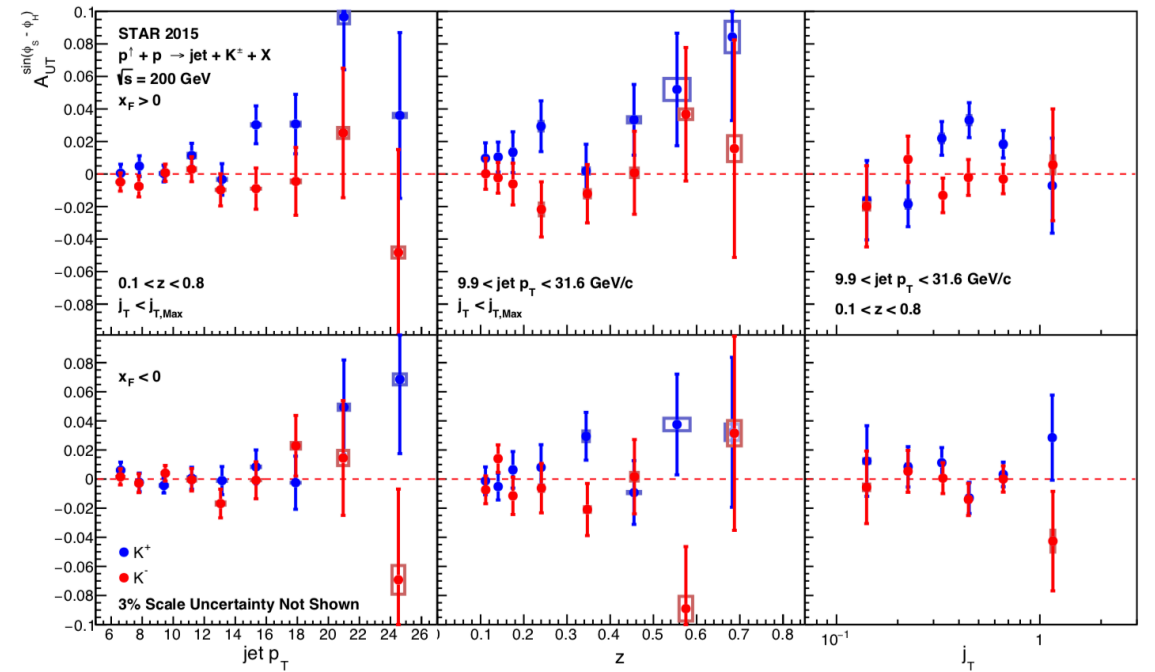 A_UT^sin(ϕ_S - ϕ_H)
0.1
0.08
0.06
0.04
0.02
0
−0.02
−0.04
−0.06
−0.08
STAR 2015
p↑ + p → jet + K± + X
√s = 200 GeV
x_F > 0
0.1 < z < 0.8
j_T < j_T,Max
9.9 < jet p_T < 31.6 GeV/c
j_T < j_T,Max
9.9 < jet p_T < 31.6 GeV/c
0.1 < z < 0.8
0.08
0.06
0.04
0.02
0
−0.02
−0.04
−0.06
−0.08
−0.1
x_F < 0
K+
K-
3% Scale Uncertainty Not Shown
6 8 10 12 14 16 18 20 22 24 26
jet p_T
0.1 0.2 0.3 0.4 0.5 0.6 0.7 0.8
z
10^−1 1
j_T